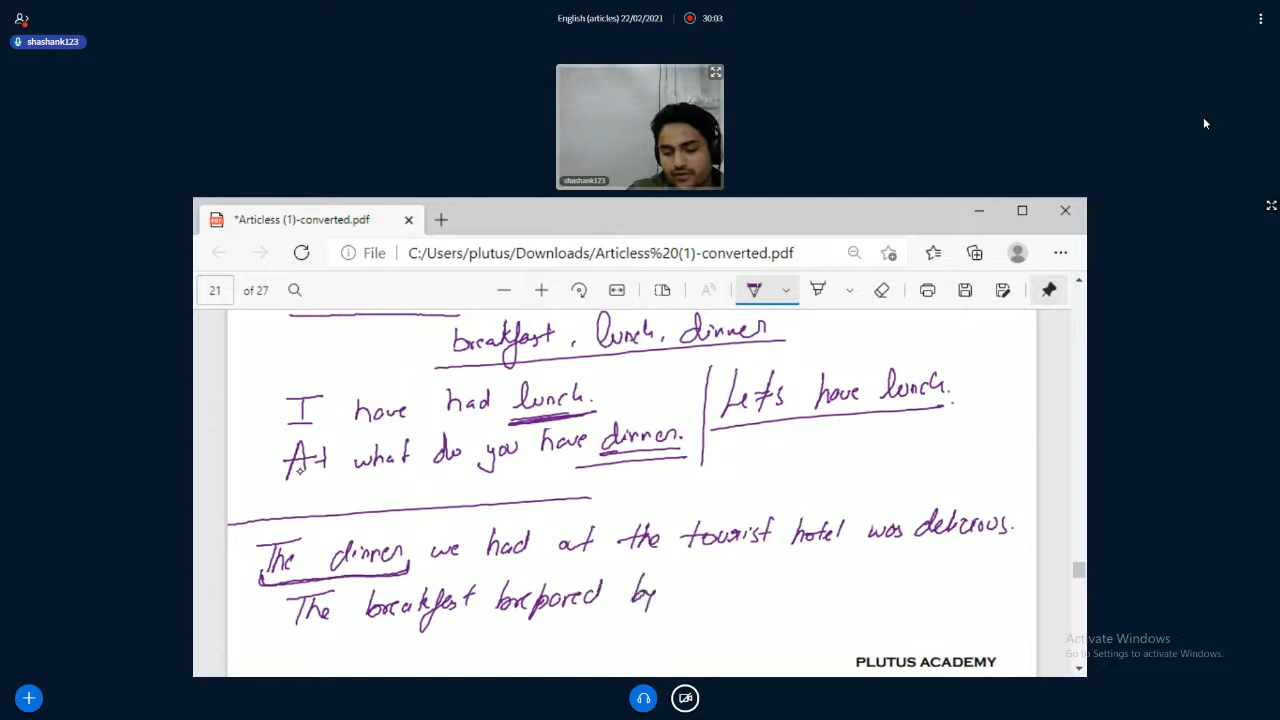 English (articles) 22/02/2021 30:03
shashank123
shashank123
*Articless (1)-converted.pdf
File C:/Users/plutus/Downloads/Articless%20(1)-converted.pdf
21 of 27
breakfast, lunch, dinner
I have had lunch.
Let's have lunch.
At what do you have dinner.
The dinner we had at the tourist hotel was delicious.
The breakfast prepared by
PLUTUS ACADEMY
Activate Windows
Go to Settings to activate Windows.